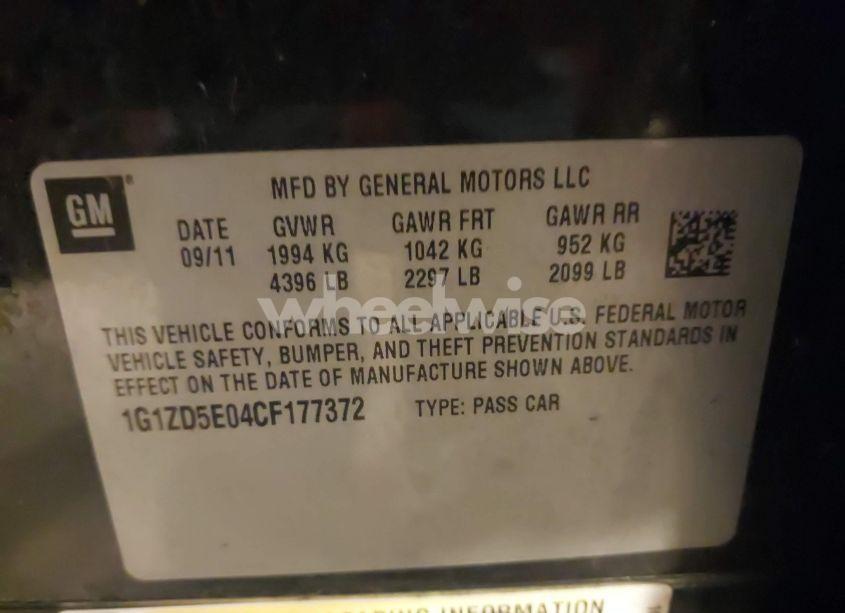 GM
MFD BY GENERAL MOTORS LLC
DATE GVWR GAWR FRT GAWR RR
09/11 1994 KG 1042 KG 952 KG
4396 LB 2297 LB 2099 LB
wheelwise
THIS VEHICLE CONFORMS TO ALL APPLICABLE U.S. FEDERAL MOTOR
VEHICLE SAFETY, BUMPER, AND THEFT PREVENTION STANDARDS IN
EFFECT ON THE DATE OF MANUFACTURE SHOWN ABOVE.
1G1ZD5E04CF177372 TYPE: PASS CAR
INFORMATION